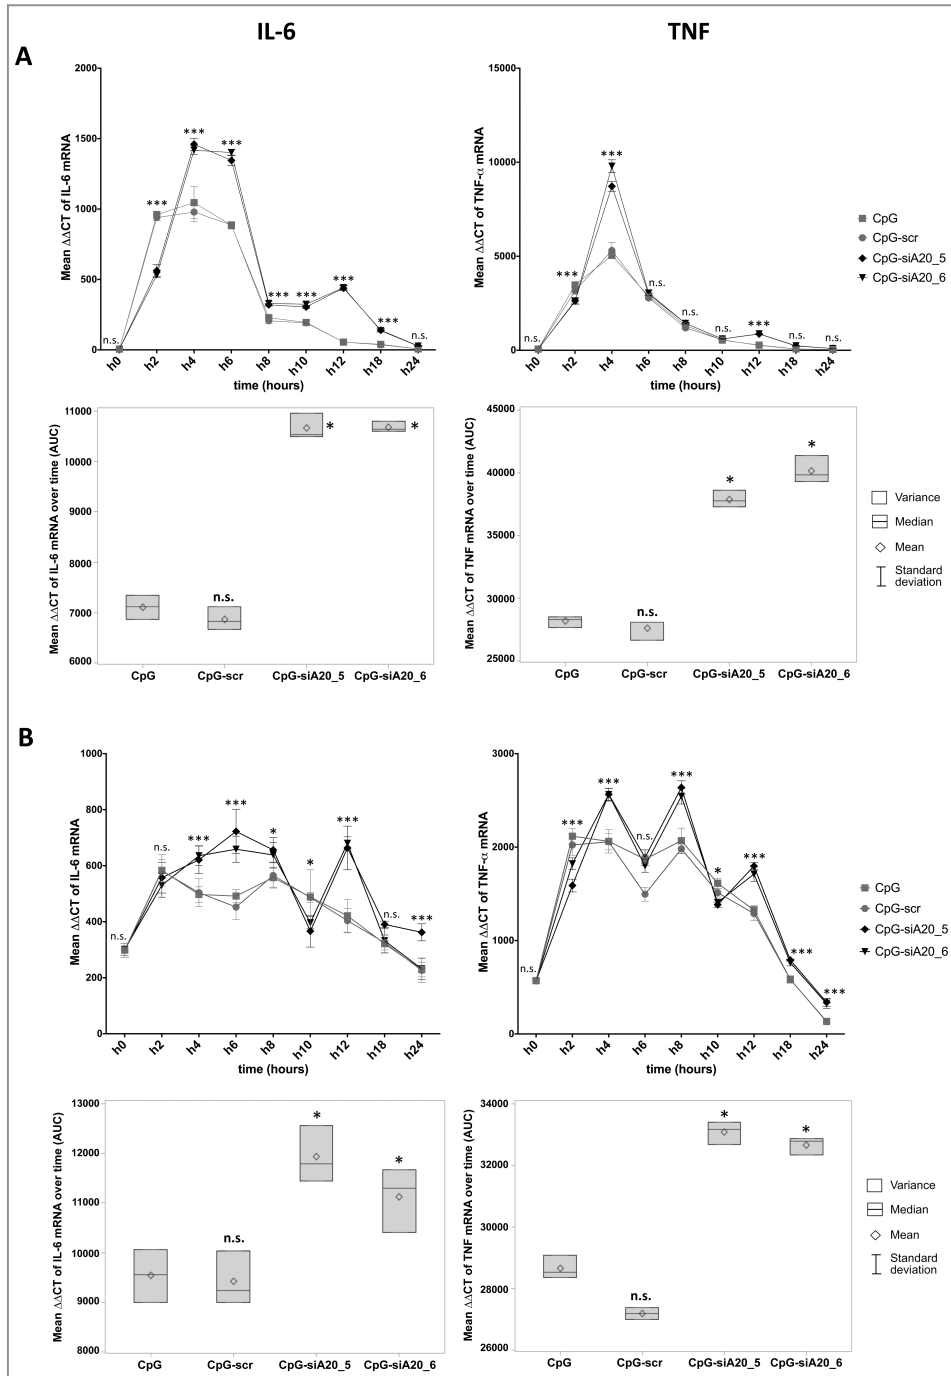 IL-6
TNF
A
2000
1500
1000
500
0
Mean ΔΔCT of IL-6 mRNA
n.s.
***
***
***
***
***
***
***
n.s.
h0
h2
h4
h6
h8
h10
h12
h18
h24
time (hours)
15000
10000
5000
0
Mean ΔΔCT of TNF-α mRNA
n.s.
***
***
n.s.
n.s.
n.s.
***
n.s.
n.s.
h0
h2
h4
h6
h8
h10
h12
h18
h24
time (hours)
CpG
CpG-scr
CpG-siA20_5
CpG-siA20_6
11000
10000
9000
8000
7000
6000
Mean ΔΔCT of IL-6 mRNA over time (AUC)
n.s.
*
*
CpG
CpG-scr
CpG-siA20_5
CpG-siA20_6
45000
40000
35000
30000
25000
Mean ΔΔCT of TNF mRNA over time (AUC)
n.s.
*
*
CpG
CpG-scr
CpG-siA20_5
CpG-siA20_6
Variance
Median
Mean
Standard
deviation
B
1000
800
600
400
200
0
Mean ΔΔCT of IL-6 mRNA
n.s.
n.s.
***
***
*
*
***
n.s.
***
h0
h2
h4
h6
h8
h10
h12
h18
h24
time (hours)
3000
2000
1000
0
Mean ΔΔCT of TNF-α mRNA
n.s.
***
***
n.s.
***
*
***
***
***
h0
h2
h4
h6
h8
h10
h12
h18
h24
time (hours)
CpG
CpG-scr
CpG-siA20_5
CpG-siA20_6
13000
12000
11000
10000
9000
8000
Mean ΔΔCT of IL-6 mRNA over time (AUC)
n.s.
*
*
CpG
CpG-scr
CpG-siA20_5
CpG-siA20_6
34000
32000
30000
28000
26000
Mean ΔΔCT of TNF mRNA over time (AUC)
n.s.
*
*
CpG
CpG-scr
CpG-siA20_5
CpG-siA20_6
Variance
Median
Mean
Standard
deviation